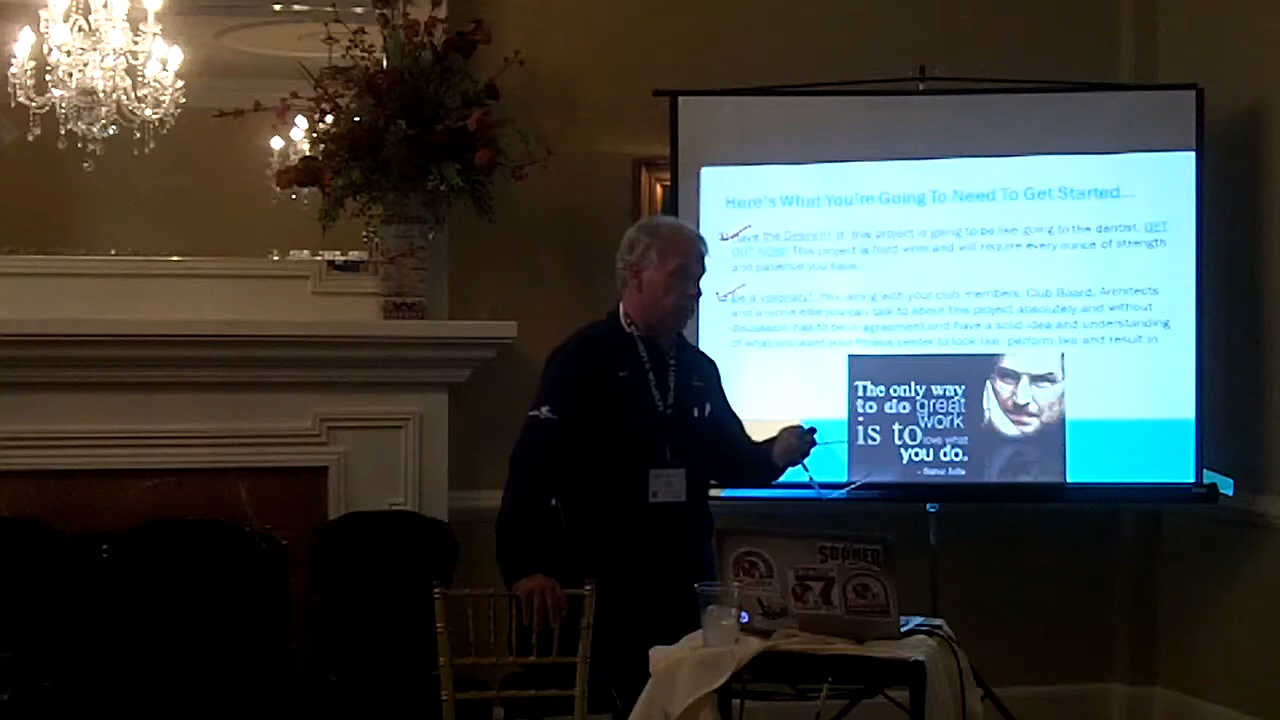 Here's What You're Going To Need To Get Started...
Have the Desire!!! If this project is going to be like going to the dentist, GET
OUT NOW! This project is hard work and will require every ounce of strength
and patience you have.
Be a visionary. You, along with your club members, Club Board, Architects
and anyone else you can talk to about this project absolutely and without
discussion has to be in agreement and have a solid idea and understanding
of what you want your fitness center to look like, perform like and result in
The only way
to do great
work
is to love what
you do.
- Steve Jobs
SOONER